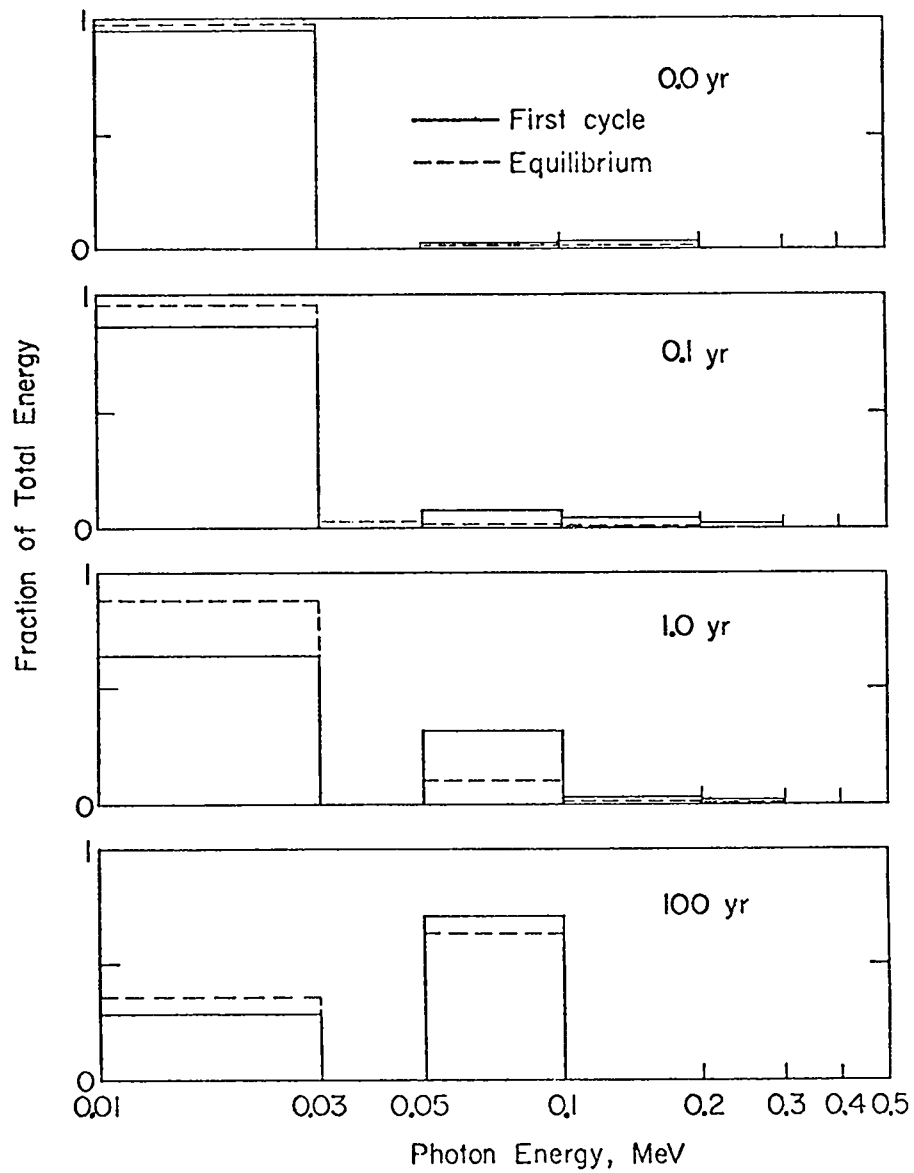 1
0.0 yr
First cycle
Equilibrium
0
1
0.1 yr
0
1
1.0 yr
0
1
100 yr
0
0.01 0.03 0.05 0.1 0.2 0.3 0.4 0.5
Photon Energy, MeV
Fraction of Total Energy